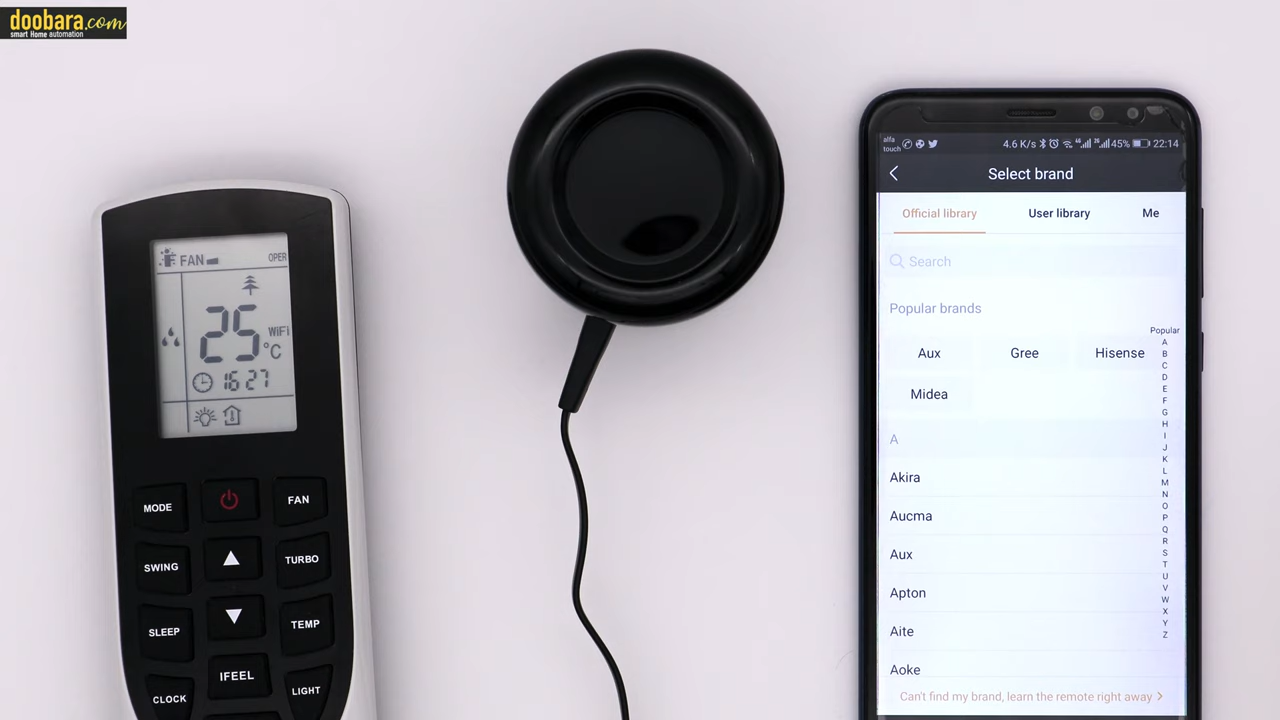 doobara.com
smart Home automation
FAN OPER
25 °C
WiFi
16 27
MODE
FAN
SWING
TURBO
SLEEP
TEMP
IFEEL
CLOCK
LIGHT
alfa
touch
4.6 K/s 45% 22:14
Select brand
Official library User library Me
Search
Popular brands
Aux Gree Hisense
Midea
A
Akira
Aucma
Aux
Apton
Aite
Aoke
Can't find my brand, learn the remote right away >
Popular
A
B
C
D
E
F
G
H
I
J
K
L
M
N
O
P
Q
R
S
T
U
V
W
X
Y
Z